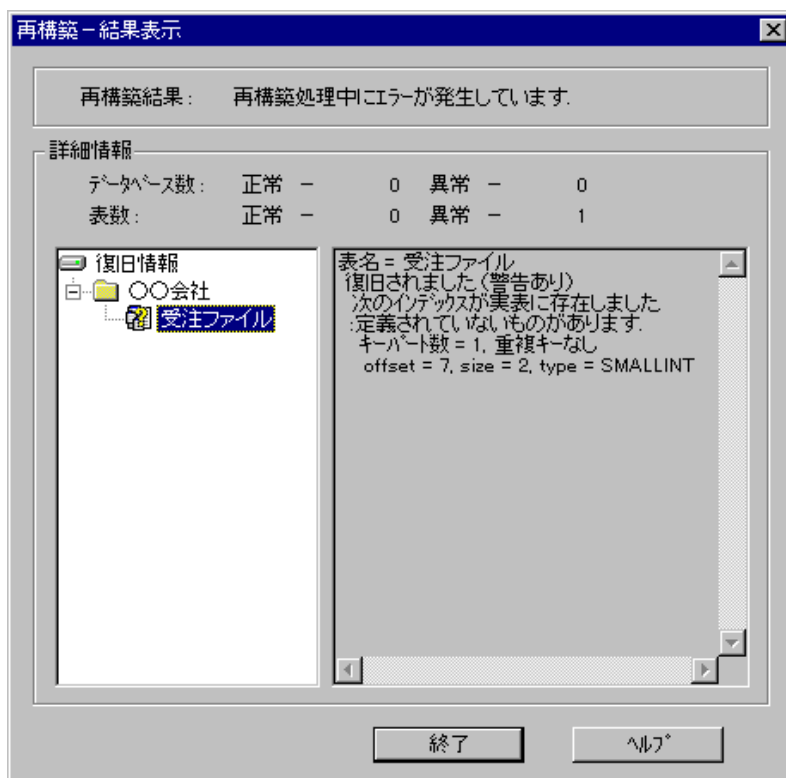 再構築－結果表示
再構築結果： 再構築処理中にｴﾗｰが発生しています.
詳細情報
ﾃﾞｰﾀﾍﾞｰｽ数： 正常 － 0 異常 － 0
表数： 正常 － 0 異常 － 1
復旧情報
○○会社
受注ファイル
表名 = 受注ファイル
復旧されました (警告あり)
次のインデックスが実表に存在しました
:定義されていないものがあります.
キーパート数 = 1, 重複キーなし
offset = 7, size = 2, type = SMALLINT
終了
ﾍﾙﾌﾟ